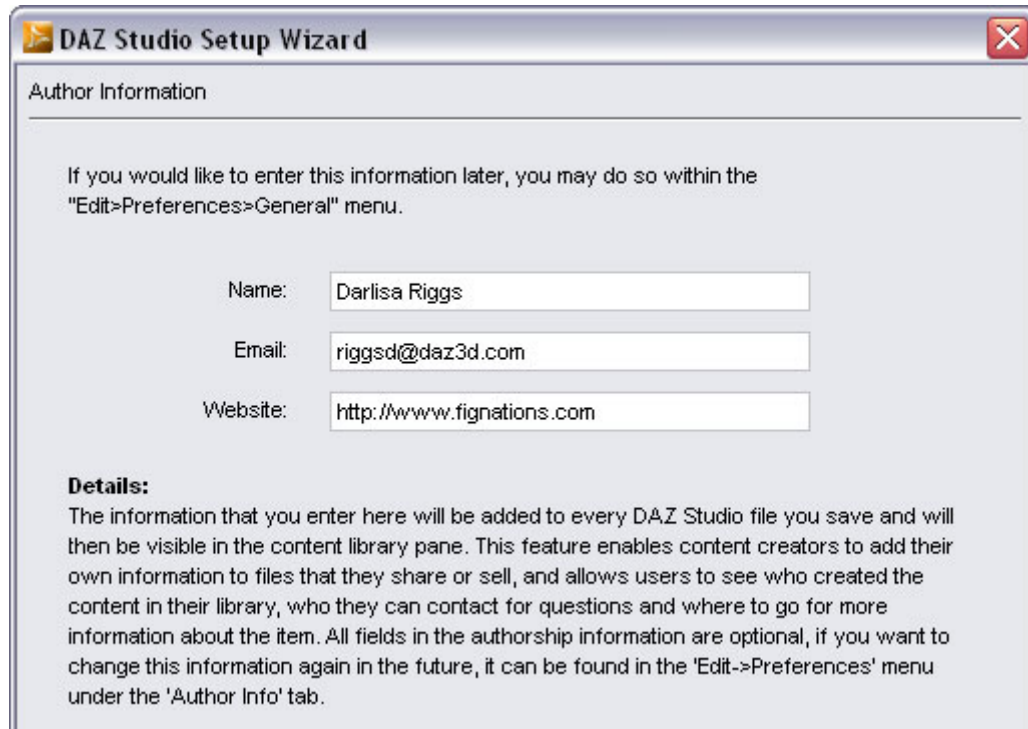 DAZ Studio Setup Wizard
Author Information
If you would like to enter this information later, you may do so within the
"Edit>Preferences>General" menu.
Name: Darlisa Riggs
Email: riggsd@daz3d.com
Website: http://www.fignations.com
Details:
The information that you enter here will be added to every DAZ Studio file you save and will
then be visible in the content library pane. This feature enables content creators to add their
own information to files that they share or sell, and allows users to see who created the
content in their library, who they can contact for questions and where to go for more
information about the item. All fields in the authorship information are optional, if you want to
change this information again in the future, it can be found in the 'Edit->Preferences' menu
under the 'Author Info' tab.